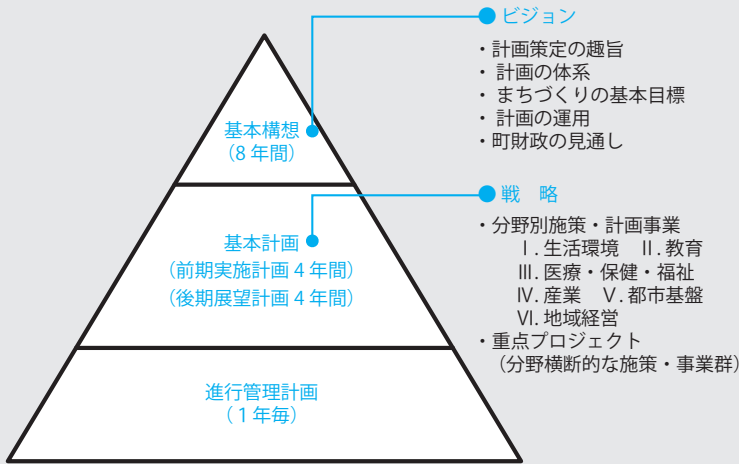 ビジョン
・計画策定の趣旨
・計画の体系
・まちづくりの基本目標
・計画の運用
・町財政の見通し
基本構想
（8 年間）
戦　略
・分野別施策・計画事業
Ⅰ. 生活環境　Ⅱ. 教育
Ⅲ. 医療・保健・福祉
Ⅳ. 産業　Ⅴ. 都市基盤
Ⅵ. 地域経営
・重点プロジェクト
（分野横断的な施策・事業群）
基本計画
（前期実施計画 4 年間）
（後期展望計画 4 年間）
進行管理計画
（１年毎）